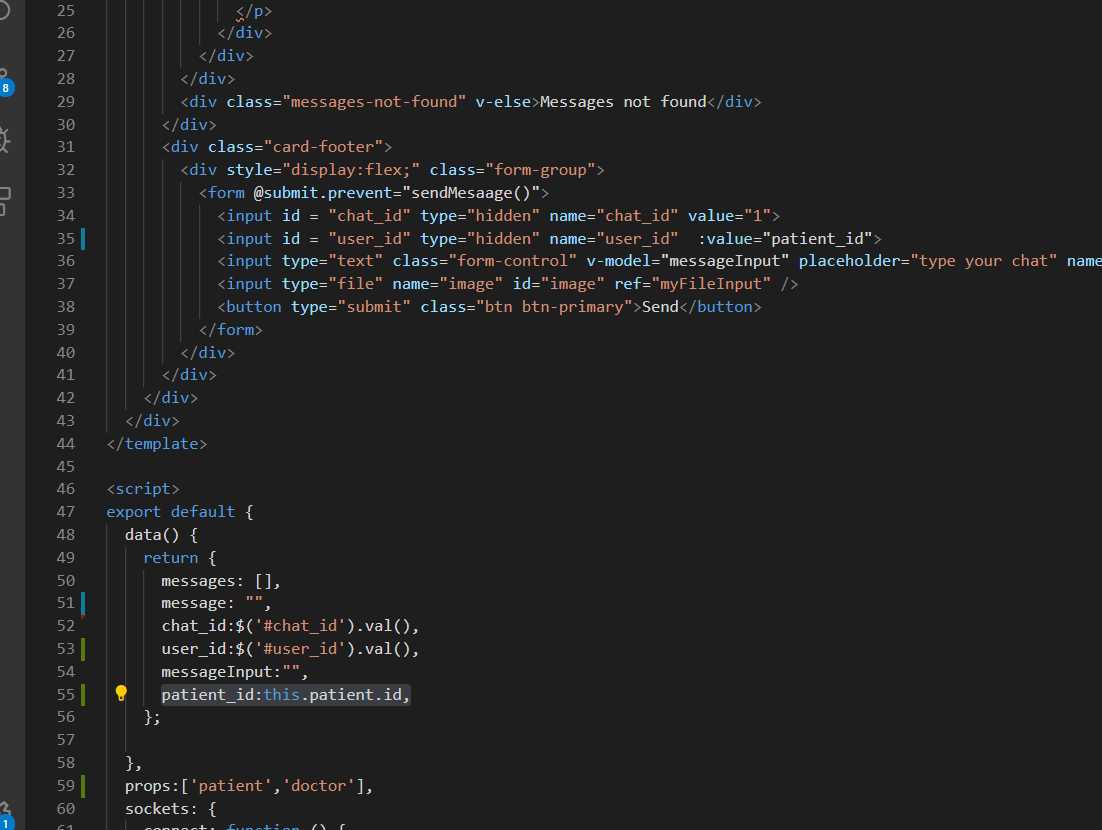 25 </p>
26 </div>
27 </div>
28 </div>
29 <div class="messages-not-found" v-else>Messages not found</div>
30 </div>
31 <div class="card-footer">
32 <div style="display:flex;" class="form-group">
33 <form @submit.prevent="sendMesaage()">
34 <input id = "chat_id" type="hidden" name="chat_id" value="1">
35 <input id = "user_id" type="hidden" name="user_id"  :value="patient_id">
36 <input type="text" class="form-control" v-model="messageInput" placeholder="type your chat" name
37 <input type="file" name="image" id="image" ref="myFileInput" />
38 <button type="submit" class="btn btn-primary">Send</button>
39 </form>
40 </div>
41 </div>
42 </div>
43 </div>
44 </template>
45
46 <script>
47 export default {
48 data() {
49 return {
50 messages: [],
51 message: "",
52 chat_id:$('#chat_id').val(),
53 user_id:$('#user_id').val(),
54 messageInput:"",
55 patient_id:this.patient.id,
56 };
57
58 },
59 props:['patient','doctor'],
60 sockets: {
61 connect: function () {
8
1